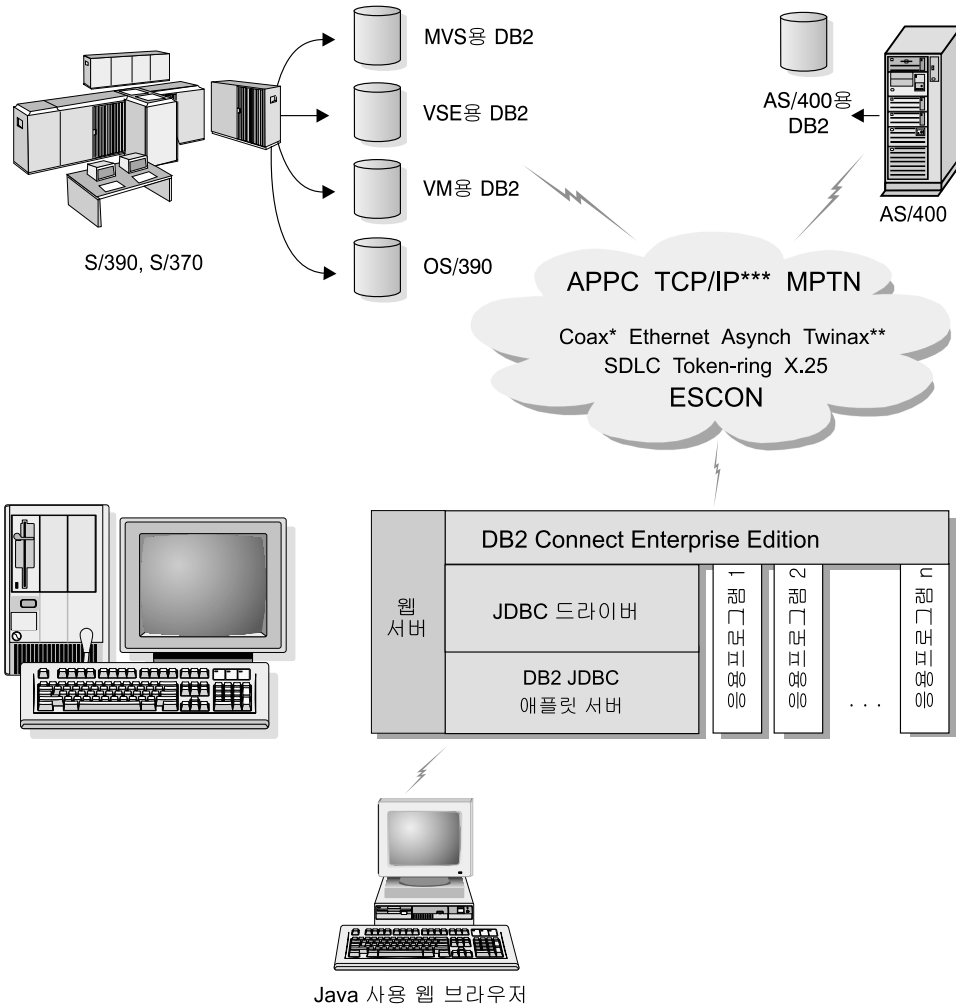 MVS용 DB2
VSE용 DB2
VM용 DB2
OS/390
S/390, S/370
AS/400용
DB2
AS/400
APPC TCP/IP*** MPTN
Coax* Ethernet Asynch Twinax**
SDLC Token-ring X.25
ESCON
DB2 Connect Enterprise Edition
웹
서버
JDBC 드라이버
DB2 JDBC
애플릿 서버
응용프로그램 1
응용프로그램 2
. . .
응용프로그램 n
Java 사용 웹 브라우저